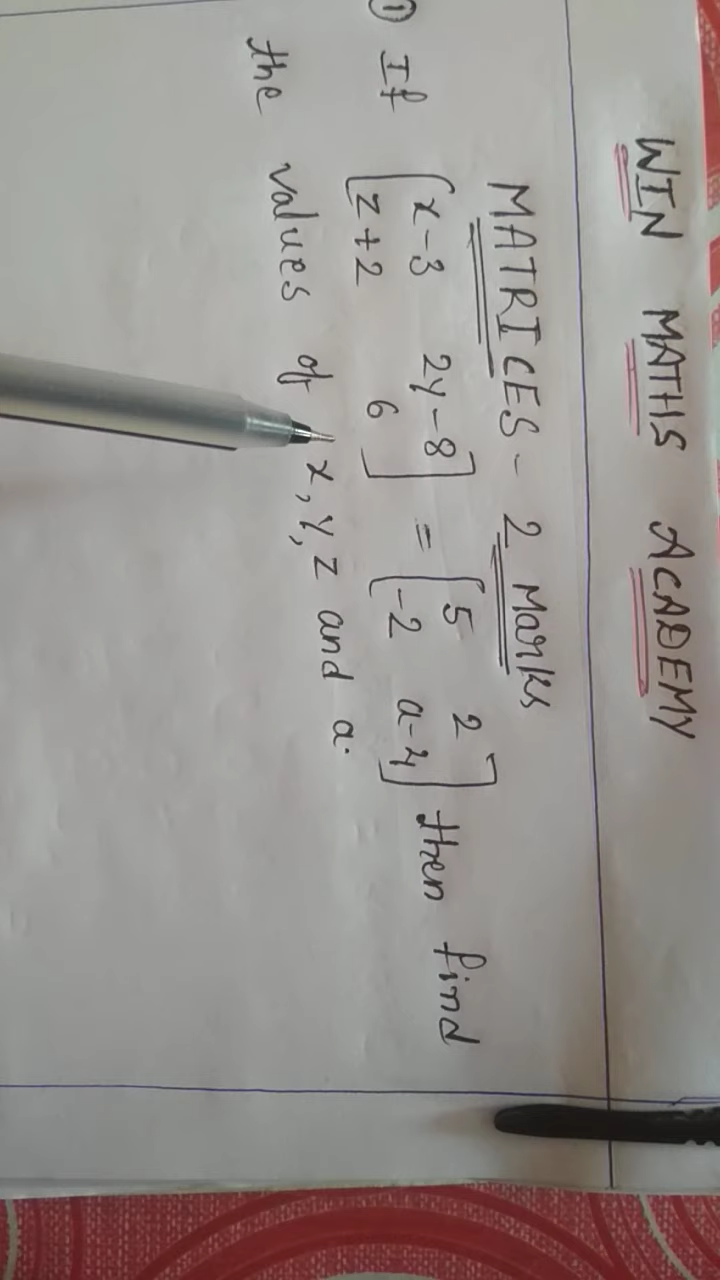 WIN MATHS ACADEMY
MATRICES - 2 Marks
① If [x-3 2y-8] = [5 2] then find
[z+2 6] [-2 a-4]
the values of x, y, z and a.